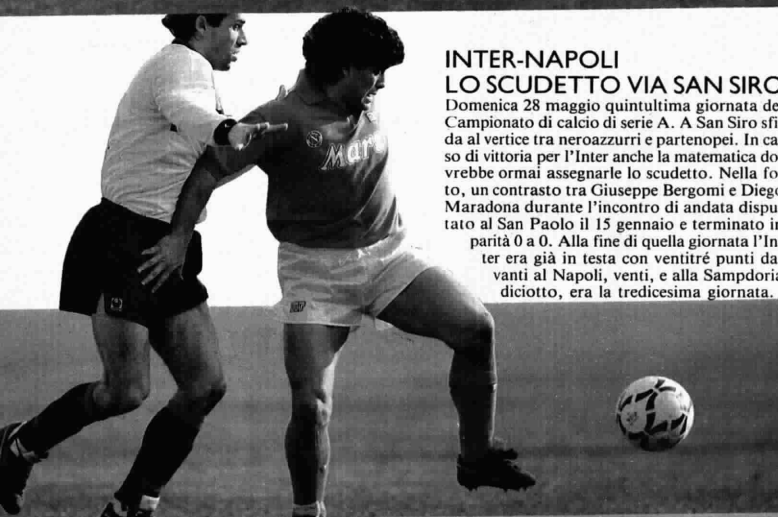 INTER-NAPOLI
LO SCUDETTO VIA SAN SIRO
Domenica 28 maggio quintultima giornata de
Campionato di calcio di serie A. A San Siro sfi
da al vertice tra neroazzurri e partenopei. In ca
so di vittoria per l'Inter anche la matematica do
vrebbe ormai assegnarle lo scudetto. Nella fo
to, un contrasto tra Giuseppe Bergomi e Diego
Maradona durante l'incontro di andata dispu
tato al San Paolo il 15 gennaio e terminato in
parità 0 a 0. Alla fine di quella giornata l'In
ter era già in testa con ventitré punti da
vanti al Napoli, venti, e alla Sampdoria
diciotto, era la tredicesima giornata.
Mars